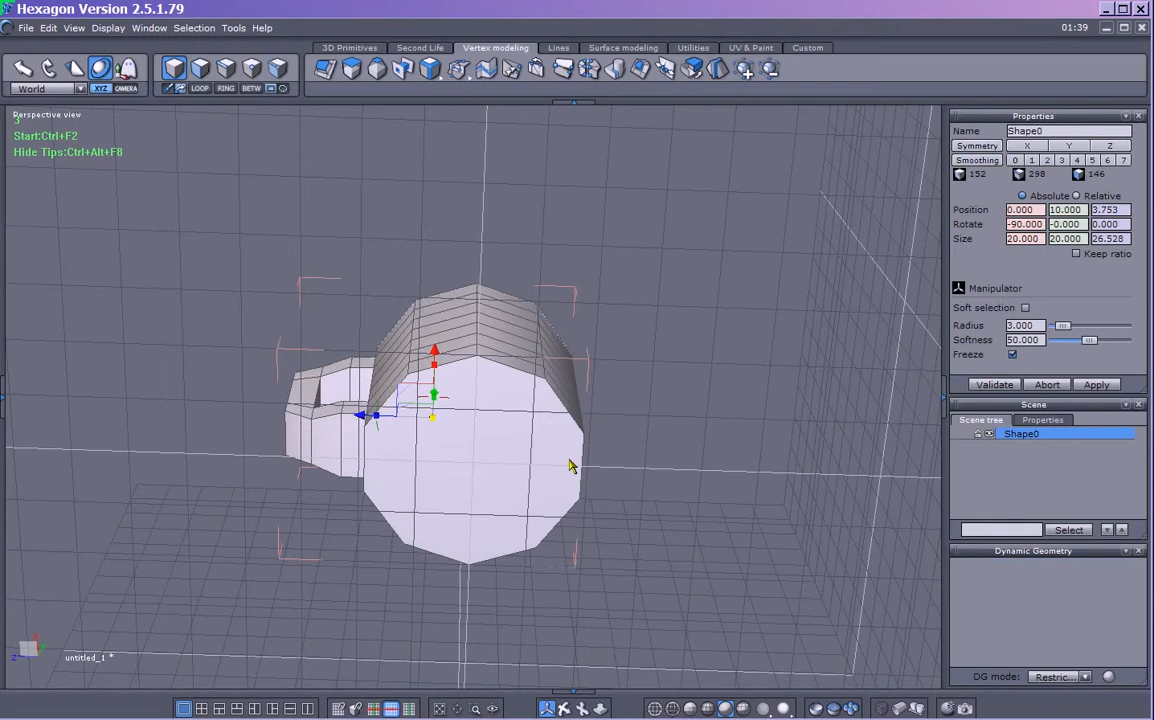 Hexagon Version 2.5.1.79
File Edit View Display Window Selection Tools Help 01:39
3D Primitives Second Life Vertex modeling Lines Surface modeling Utilities UV & Paint Custom
World XYZ CAMERA LOOP RING BETW
Perspective view
3
Start:Ctrl+F2
Hide Tips:Ctrl+Alt+F8
Properties
Name Shape0
Symmetry X Y Z
Smoothing 0 1 2 3 4 5 6 7
152 298 146
Absolute Relative
Position 0.000 10.000 3.753
Rotate -90.000 -0.000 0.000
Size 20.000 20.000 26.528
Keep ratio
Manipulator
Soft selection
Radius 3.000
Softness 50.000
Freeze
Validate Abort Apply
Scene
Scene tree Properties
Shape0
Select
Dynamic Geometry
untitled_1 *
DG mode: Restric...